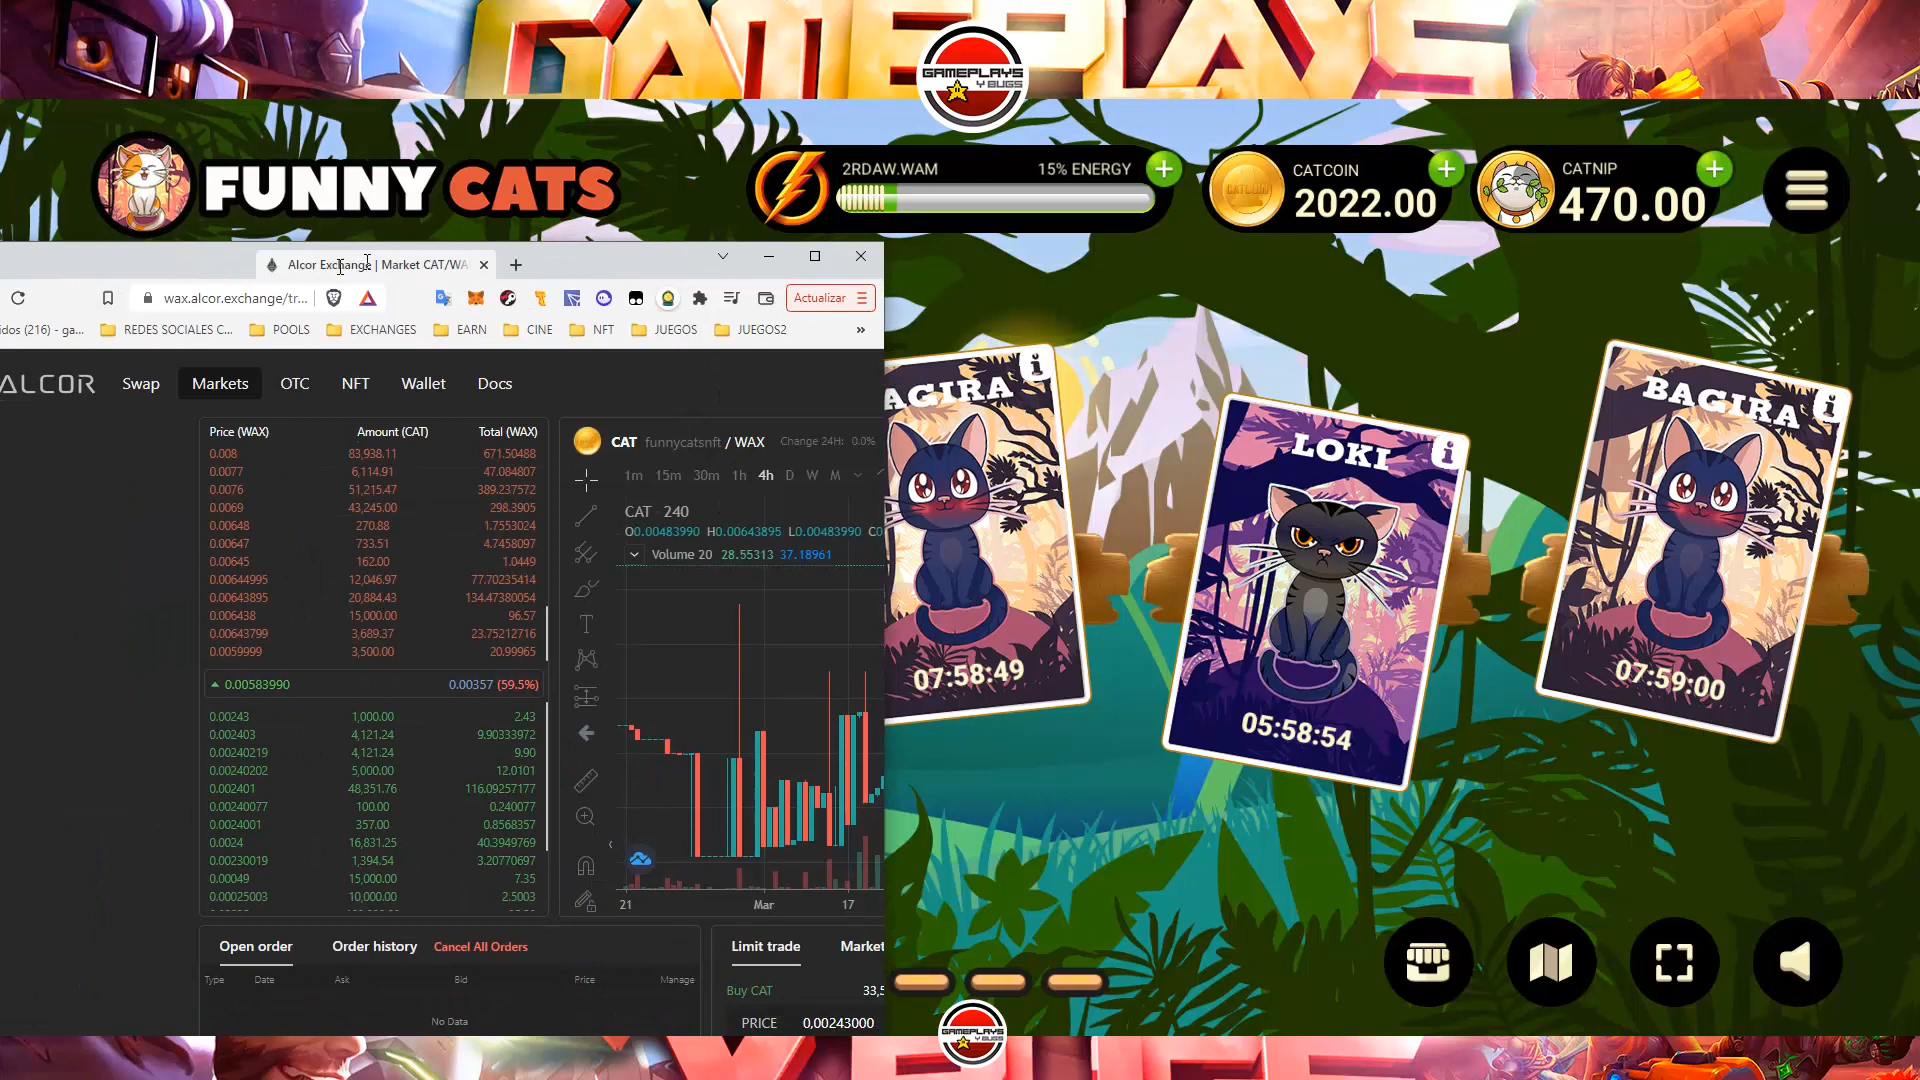 GAMEPLAYS
GAMEPLAYS
Y BUGS
FUNNY CATS
2RDAW.WAM
15% ENERGY
CATCOIN
2022.00
CATNIP
470.00
Alcor Exchange | Market CAT/WA
wax.alcor.exchange/tr...
Actualizar
idos (216) - ga...
REDES SOCIALES C...
POOLS
EXCHANGES
EARN
CINE
NFT
JUEGOS
JUEGOS2
»
ALCOR
Swap
Markets
OTC
NFT
Wallet
Docs
Price (WAX) Amount (CAT) Total (WAX)
0.008 83,938.11 671.50488
0.0077 6,114.91 47.084807
0.0076 51,215.47 389.237572
0.0069 43,245.00 298.3905
0.00648 270.88 1.7553024
0.00647 733.51 4.7458097
0.00645 162.00 1.0449
0.00644995 12,046.97 77.70235414
0.00643895 20,884.43 134.47380054
0.006438 15,000.00 96.57
0.00643799 3,689.37 23.75212716
0.0059999 3,500.00 20.99965
0.00583990 0.00357 (59.5%)
0.00243 1,000.00 2.43
0.002403 4,121.24 9.90333972
0.00240219 4,121.24 9.90
0.00240202 5,000.00 12.0101
0.002401 48,351.76 116.09257177
0.00240077 100.00 0.240077
0.0024001 357.00 0.8568357
0.0024 16,831.25 40.3949769
0.00230019 1,394.54 3.20770697
0.00049 15,000.00 7.35
0.00025003 10,000.00 2.5003
CAT funnycatsnft / WAX Change 24H: 0.0%
1m 15m 30m 1h 4h D W M
CAT 240
O0.00483990 H0.00643895 L0.00483990 C0
Volume 20 28.55313 37.18961
21 Mar 17
Open order
Order history
Cancel All Orders
Type Date Ask Bid Price Manage
No Data
Limit trade
Market
Buy CAT 33,5
PRICE 0,00243000
AGIRA
07:58:49
LOKI
05:58:54
BAGIRA
07:59:00
GAMEPLAYS
Y BUGS